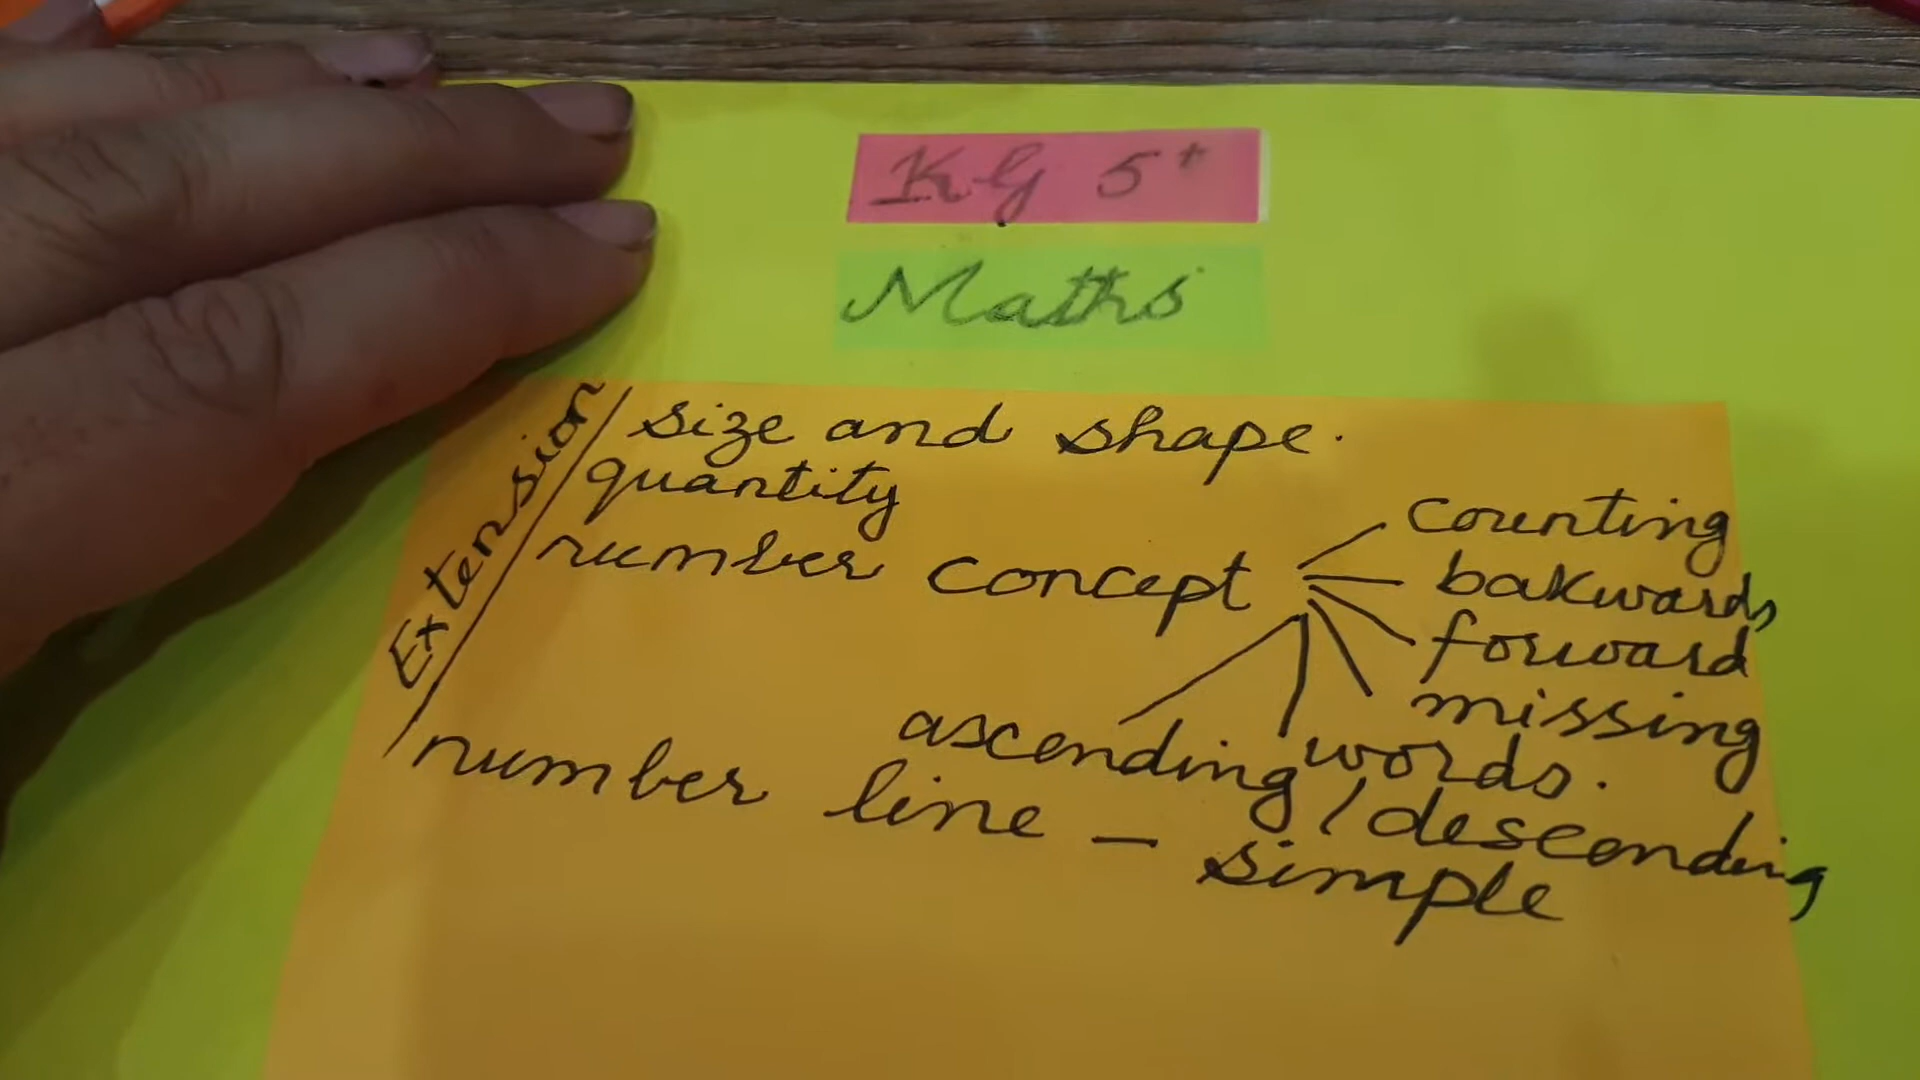 KG 5+
Maths
Extension
size and shape.
quantity
number concept
counting
bakwards
forward
missing
words.
ascending / descending
number line - simple